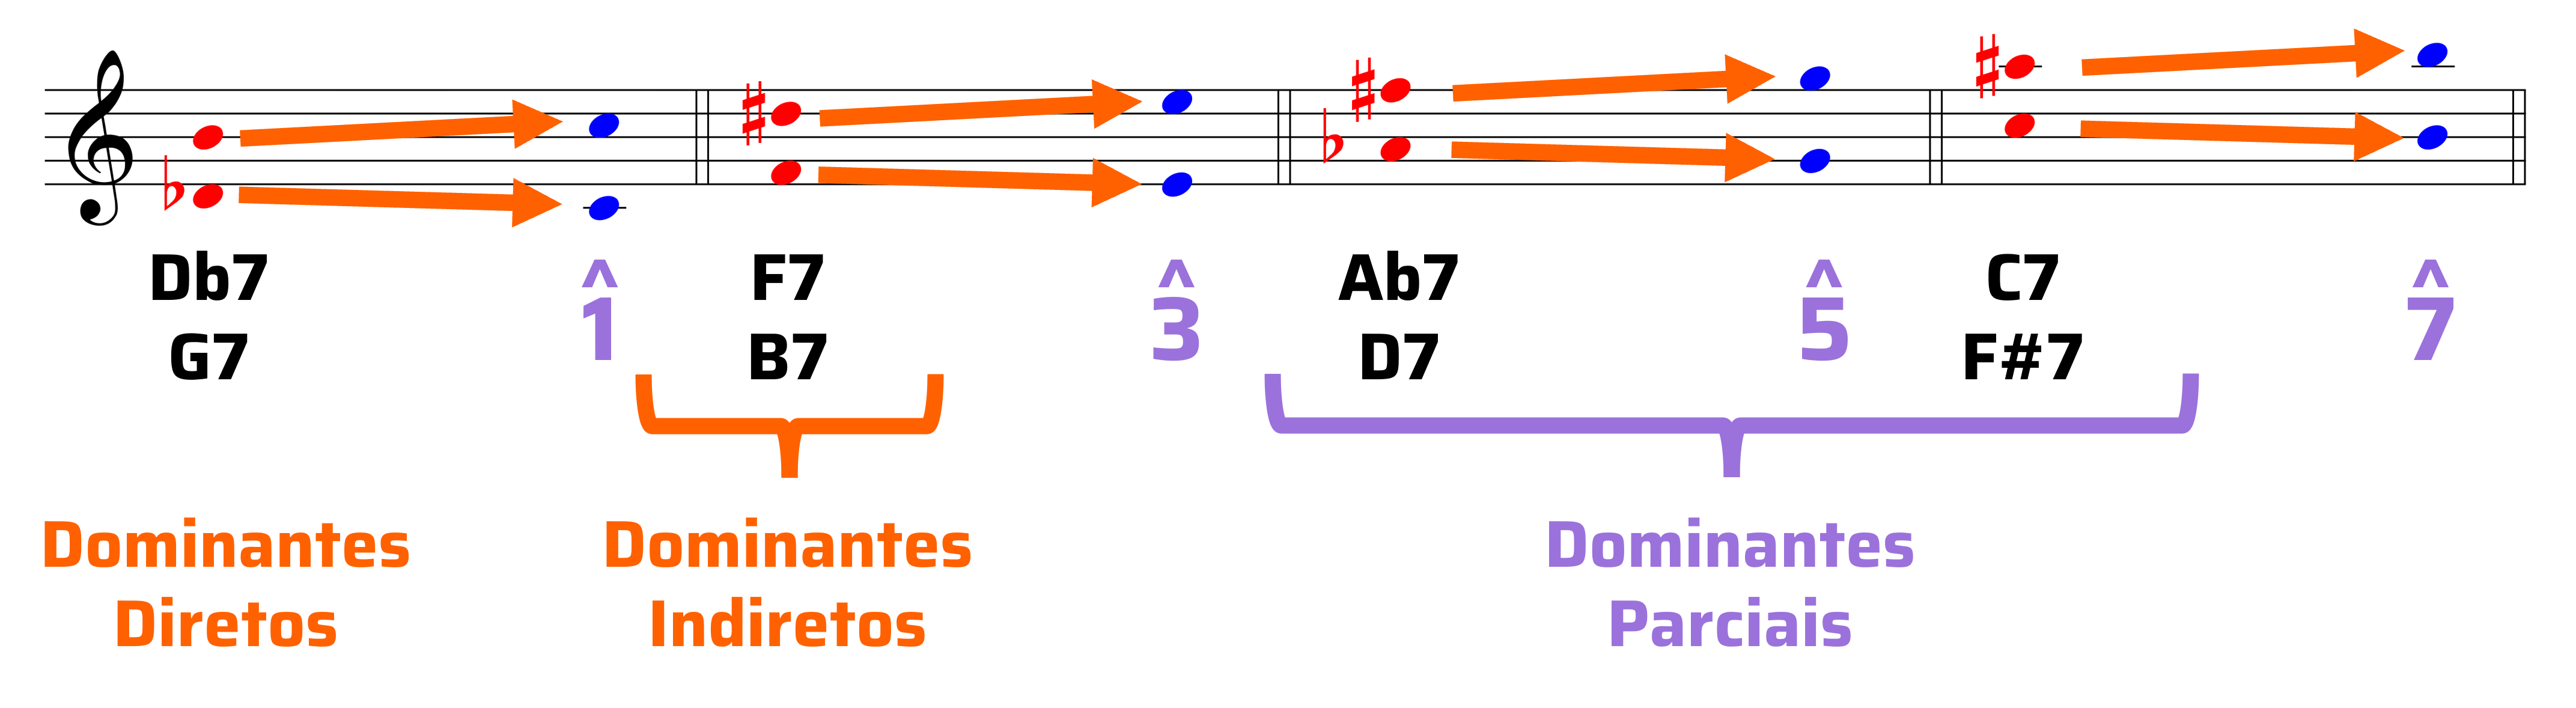 Db7 ^ F7 ^ Ab7 ^ C7 ^
G7 1 B7 3 D7 5 F#7 7
Dominantes Dominantes Dominantes
Diretos Indiretos Parciais